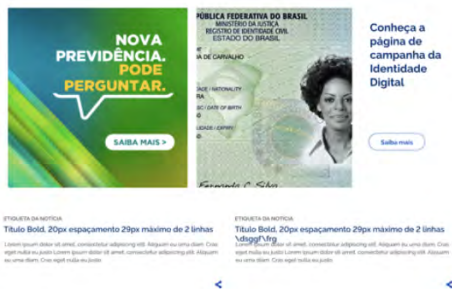 NOVA
PREVIDÊNCIA.
PODE
PERGUNTAR.
SAIBA MAIS >
PÚBLICA FEDERATIVA DO BRASIL
MINISTÉRIO DA JUSTIÇA
REGISTRO DE IDENTIDADE CIVIL
ESTADO DO BRASIL
DE CARVALHO
Fernanda C. Silva
Conheça a
página de
campanha da
Identidade
Digital
Saiba mais
ETIQUETA DA NOTÍCIA
Título Bold, 20px espaçamento 29px máximo de 2 linhas
Lorem ipsum dolor sit amet, consectetur adipiscing elit. Aliquam eu urna diam. Cras
eget nulla eu justo Lorem ipsum dolor sit amet, consectetur adipiscing elit. Aliquam
eu urna diam. Cras eget nulla eu justo.
ETIQUETA DA NOTÍCIA
Título Bold, 20px espaçamento 29px máximo de 2 linhas
\dsggf\frg
Lorem ipsum dolor sit amet, consectetur adipiscing elit. Aliquam eu urna diam. Cras
eget nulla eu justo Lorem ipsum dolor sit amet, consectetur adipiscing elit. Aliquam
eu urna diam. Cras eget nulla eu justo.